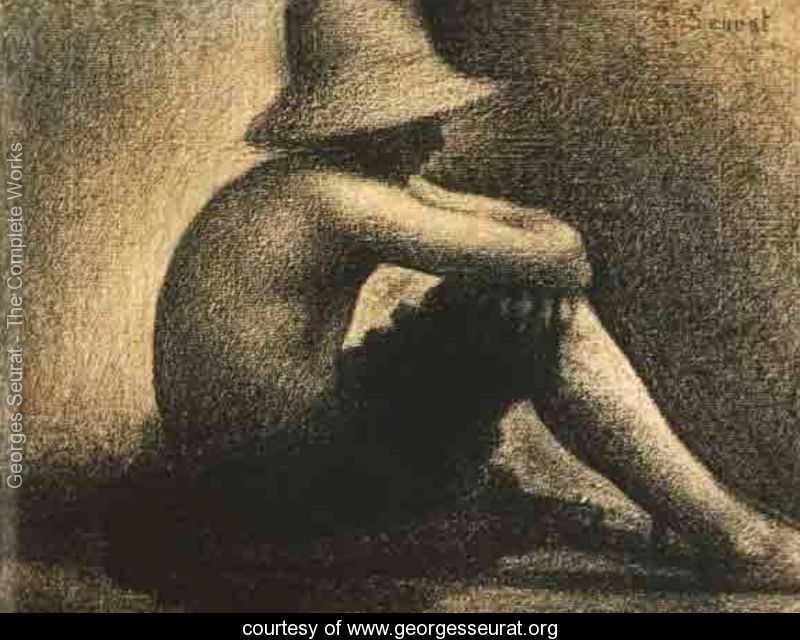 G. Seurat
Georges Seurat - The Complete Works
courtesy of www.georgesseurat.org